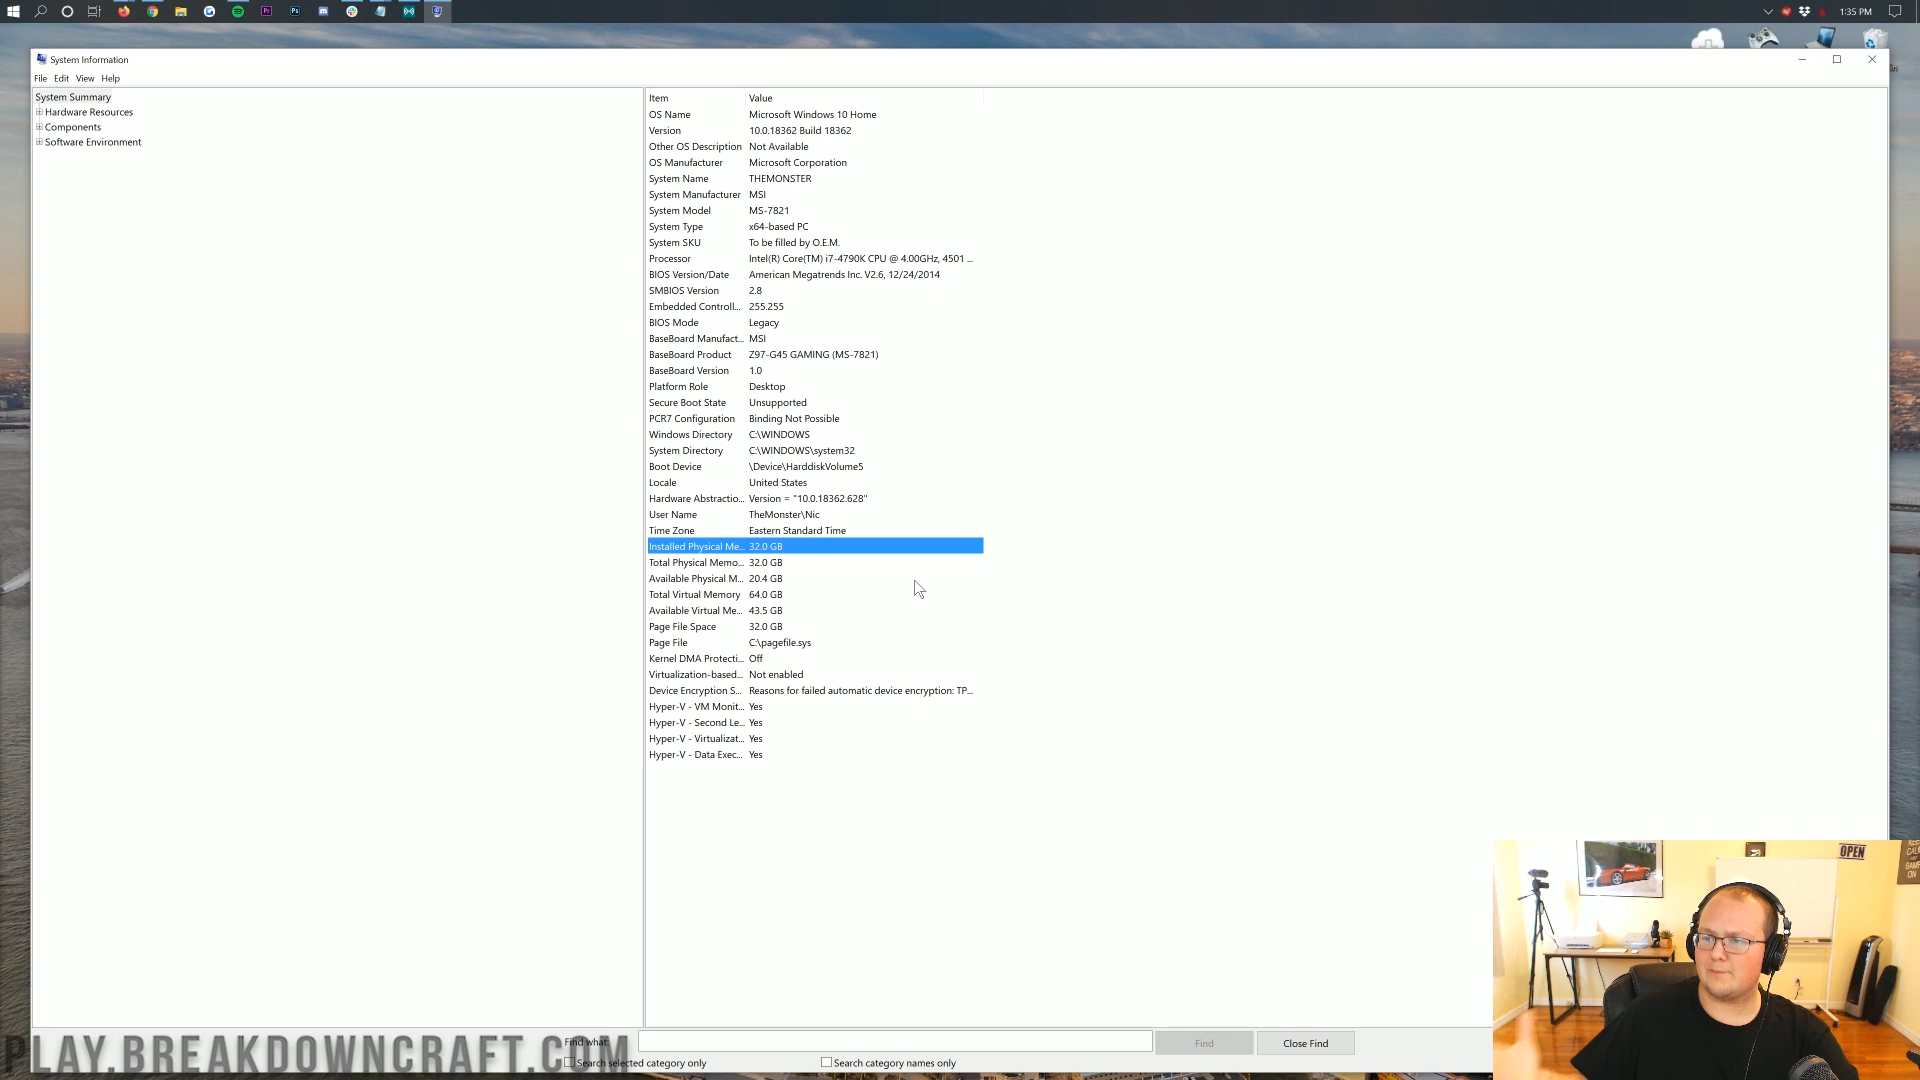 1:35 PM
System Information
File Edit View Help
System Summary
Hardware Resources
Components
Software Environment
Item Value
OS Name Microsoft Windows 10 Home
Version 10.0.18362 Build 18362
Other OS Description Not Available
OS Manufacturer Microsoft Corporation
System Name THEMONSTER
System Manufacturer MSI
System Model MS-7821
System Type x64-based PC
System SKU To be filled by O.E.M.
Processor Intel(R) Core(TM) i7-4790K CPU @ 4.00GHz, 4501 ...
BIOS Version/Date American Megatrends Inc. V2.6, 12/24/2014
SMBIOS Version 2.8
Embedded Controll... 255.255
BIOS Mode Legacy
BaseBoard Manufact... MSI
BaseBoard Product Z97-G45 GAMING (MS-7821)
BaseBoard Version 1.0
Platform Role Desktop
Secure Boot State Unsupported
PCR7 Configuration Binding Not Possible
Windows Directory C:\WINDOWS
System Directory C:\WINDOWS\system32
Boot Device \Device\HarddiskVolume5
Locale United States
Hardware Abstractio... Version = "10.0.18362.628"
User Name TheMonster\Nic
Time Zone Eastern Standard Time
Installed Physical Me... 32.0 GB
Total Physical Memo... 32.0 GB
Available Physical M... 20.4 GB
Total Virtual Memory 64.0 GB
Available Virtual Me... 43.5 GB
Page File Space 32.0 GB
Page File C:\pagefile.sys
Kernel DMA Protecti... Off
Virtualization-based... Not enabled
Device Encryption S... Reasons for failed automatic device encryption: TP...
Hyper-V - VM Monit... Yes
Hyper-V - Second Le... Yes
Hyper-V - Virtualizat... Yes
Hyper-V - Data Exec... Yes
OPEN
KEEP CALM AND BAMF ON
PLAY.BREAKDOWNCRAFT.COM
Find what:
Find
Close Find
Search selected category only
Search category names only